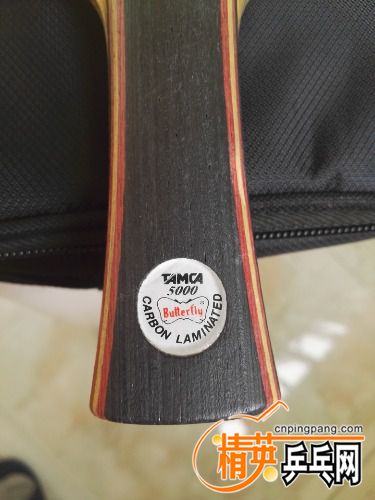 TAMCA
5000
Butterfly®
CARBON LAMINATED
cnpingpang.com
精英乒乓网